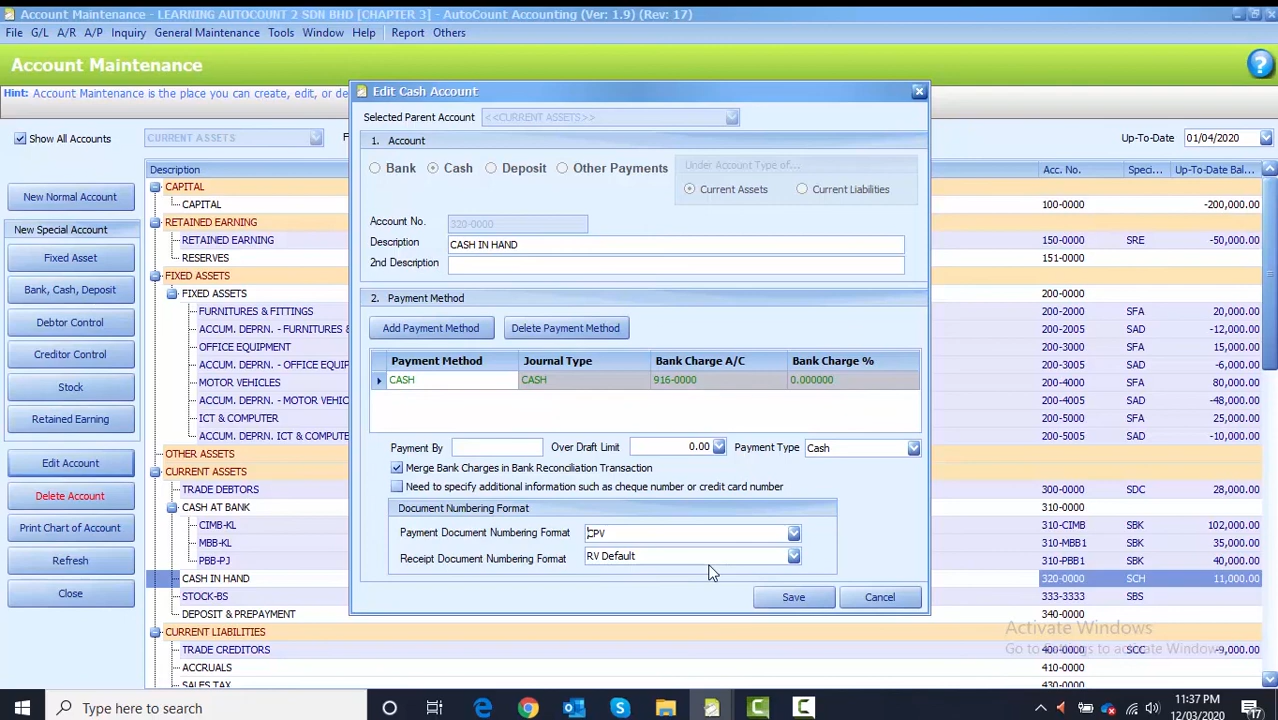 Account Maintenance - LEARNING AUTOCOUNT 2 SDN BHD [CHAPTER 3] - AutoCount Accounting (Ver: 1.9) (Rev: 17)
File G/L A/R A/P Inquiry General Maintenance Tools Window Help Report Others
Account Maintenance
Hint: Account Maintenance is the place you can create, edit, or de
Show All Accounts CURRENT ASSETS F Up-To-Date 01/04/2020
New Normal Account
New Special Account
Fixed Asset
Bank, Cash, Deposit
Debtor Control
Creditor Control
Stock
Retained Earning
Edit Account
Delete Account
Print Chart of Account
Refresh
Close
Description Acc. No. Speci... Up-To-Date Bal...
CAPITAL
CAPITAL 100-0000 -200,000.00
RETAINED EARNING
RETAINED EARNING 150-0000 SRE -50,000.00
RESERVES 151-0000
FIXED ASSETS
FIXED ASSETS 200-0000
FURNITURES & FITTINGS 200-2000 SFA 20,000.00
ACCUM. DEPRN. - FURNITURES & 200-2005 SAD -12,000.00
OFFICE EQUIPMENT 200-3000 SFA 15,000.00
ACCUM. DEPRN. - OFFICE EQUI 200-3005 SAD -6,000.00
MOTOR VEHICLES 200-4000 SFA 80,000.00
ACCUM. DEPRN. - MOTOR VEHIC 200-4005 SAD -48,000.00
ICT & COMPUTER 200-5000 SFA 25,000.00
ACCUM. DEPRN. ICT & COMPUTE 200-5005 SAD -10,000.00
OTHER ASSETS
CURRENT ASSETS
TRADE DEBTORS 300-0000 SDC 28,000.00
CASH AT BANK 310-0000
CIMB-KL 310-CIMB SBK 102,000.00
MBB-KL 310-MBB1 SBK 35,000.00
PBB-PJ 310-PBB1 SBK 40,000.00
CASH IN HAND 320-0000 SCH 11,000.00
STOCK-BS 333-3333 SBS
DEPOSIT & PREPAYMENT 340-0000
CURRENT LIABILITIES
TRADE CREDITORS 400-0000 SCC -9,000.00
ACCRUALS 410-0000
SALES TAX
Edit Cash Account
Selected Parent Account <<CURRENT ASSETS>>
1. Account
Bank Cash Deposit Other Payments
Under Account Type of...
Current Assets Current Liabilities
Account No. 320-0000
Description CASH IN HAND
2nd Description
2. Payment Method
Add Payment Method Delete Payment Method
Payment Method Journal Type Bank Charge A/C Bank Charge %
CASH CASH 916-0000 0.000000
Payment By Over Draft Limit 0.00 Payment Type Cash
Merge Bank Charges in Bank Reconciliation Transaction
Need to specify additional information such as cheque number or credit card number
Document Numbering Format
Payment Document Numbering Format CPV
Receipt Document Numbering Format RV Default
Save Cancel
Activate Windows
Go to Settings to activate Windows.
Type here to search
11:37 PM
12/03/2020
17